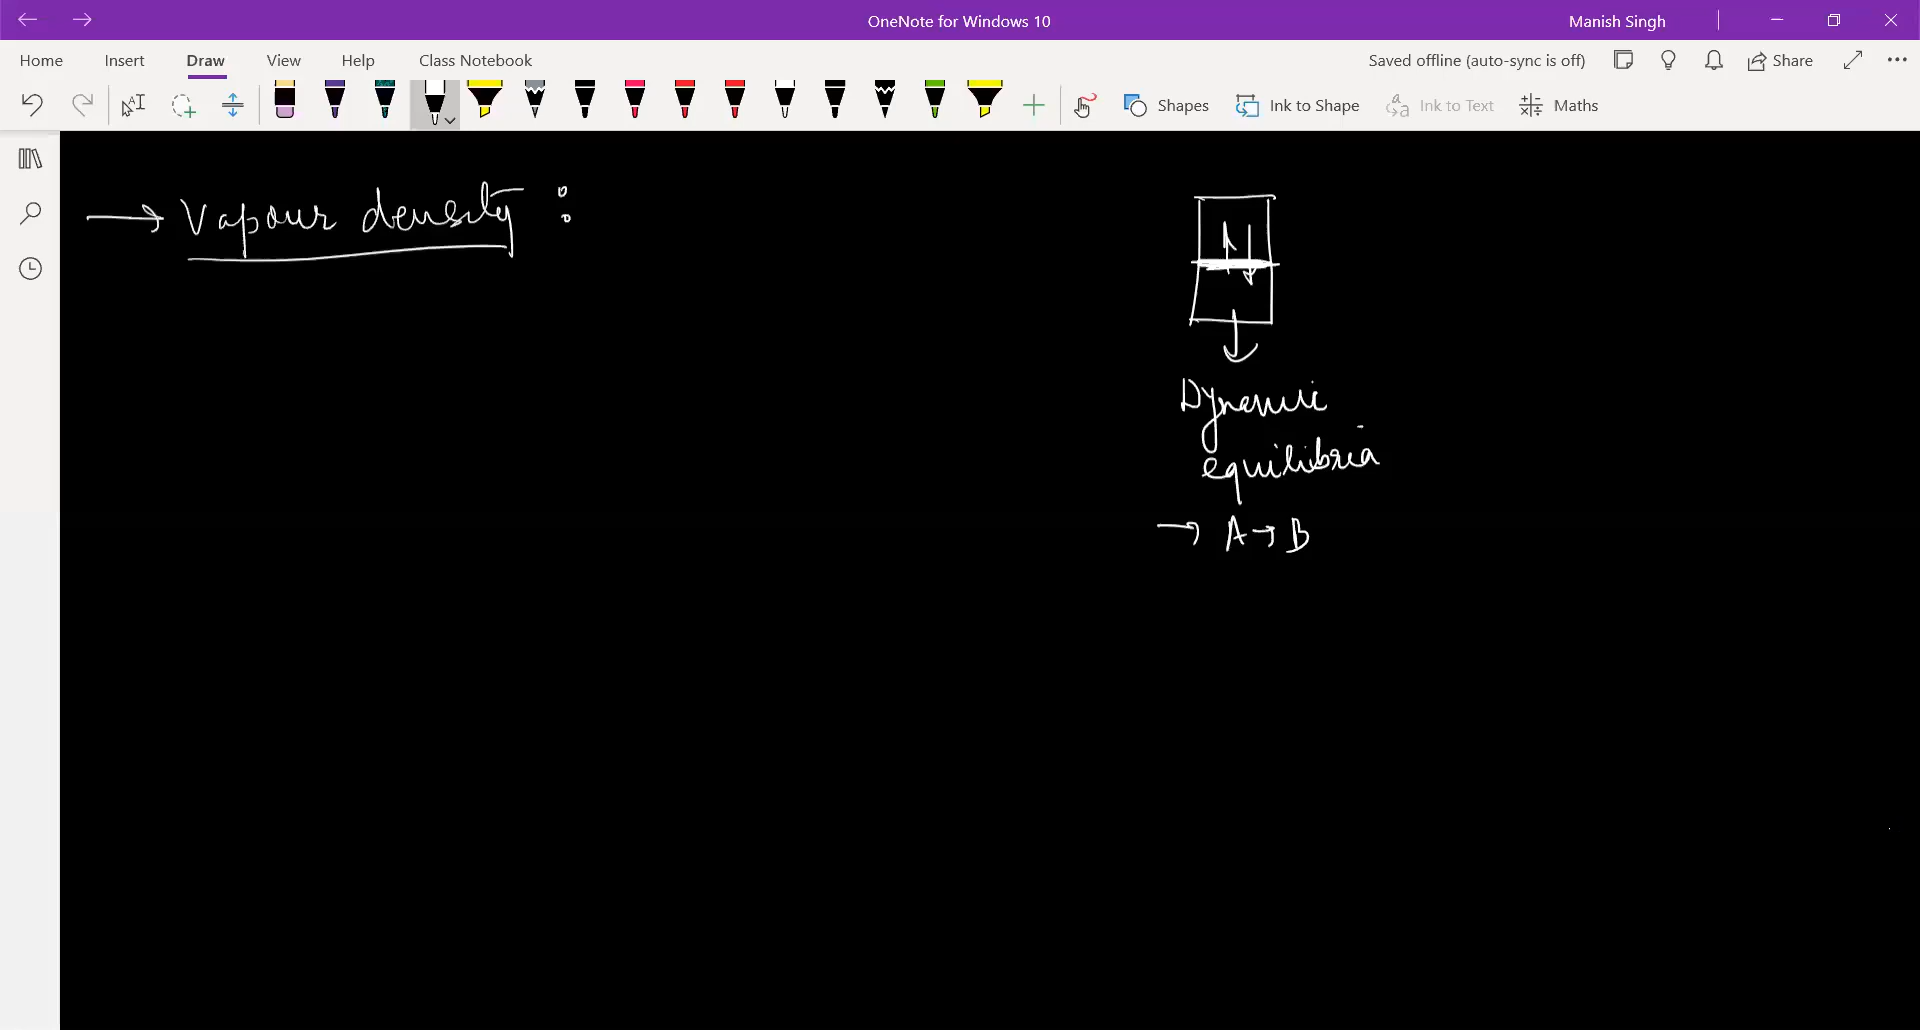 OneNote for Windows 10
Manish Singh
Home Insert Draw View Help Class Notebook
Saved offline (auto-sync is off)
Share
Shapes Ink to Shape Ink to Text Maths
→ Vapour density :
Dynamic
equilibria
→ A → B